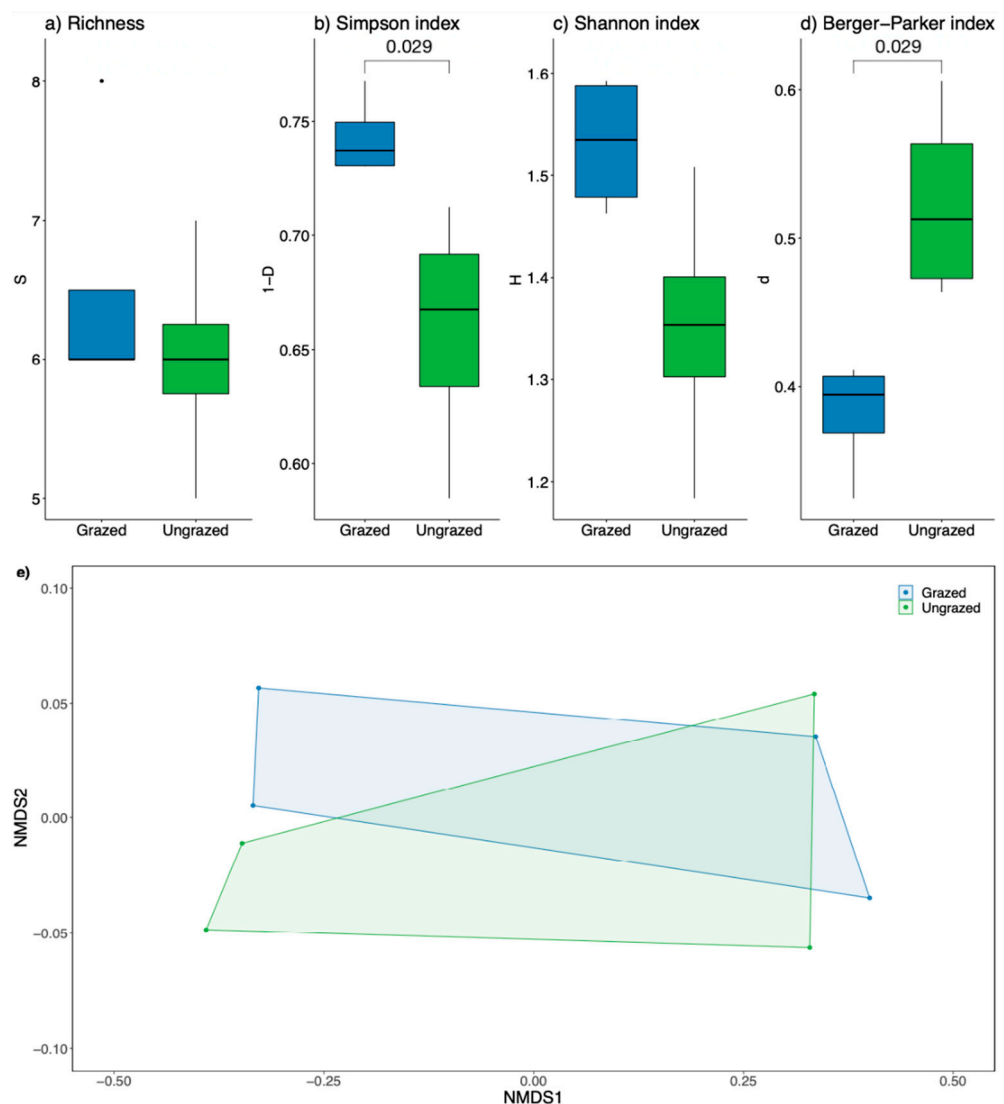 a) Richness
b) Simpson index
c) Shannon index
d) Berger–Parker index
0.029
0.029
S
8
7
6
5
Grazed
Ungrazed
1–D
0.75
0.70
0.65
0.60
Grazed
Ungrazed
H
1.6
1.5
1.4
1.3
1.2
Grazed
Ungrazed
d
0.6
0.5
0.4
Grazed
Ungrazed
e)
Grazed
Ungrazed
NMDS2
0.10
0.05
0.00
−0.05
−0.10
−0.50
−0.25
0.00
0.25
0.50
NMDS1